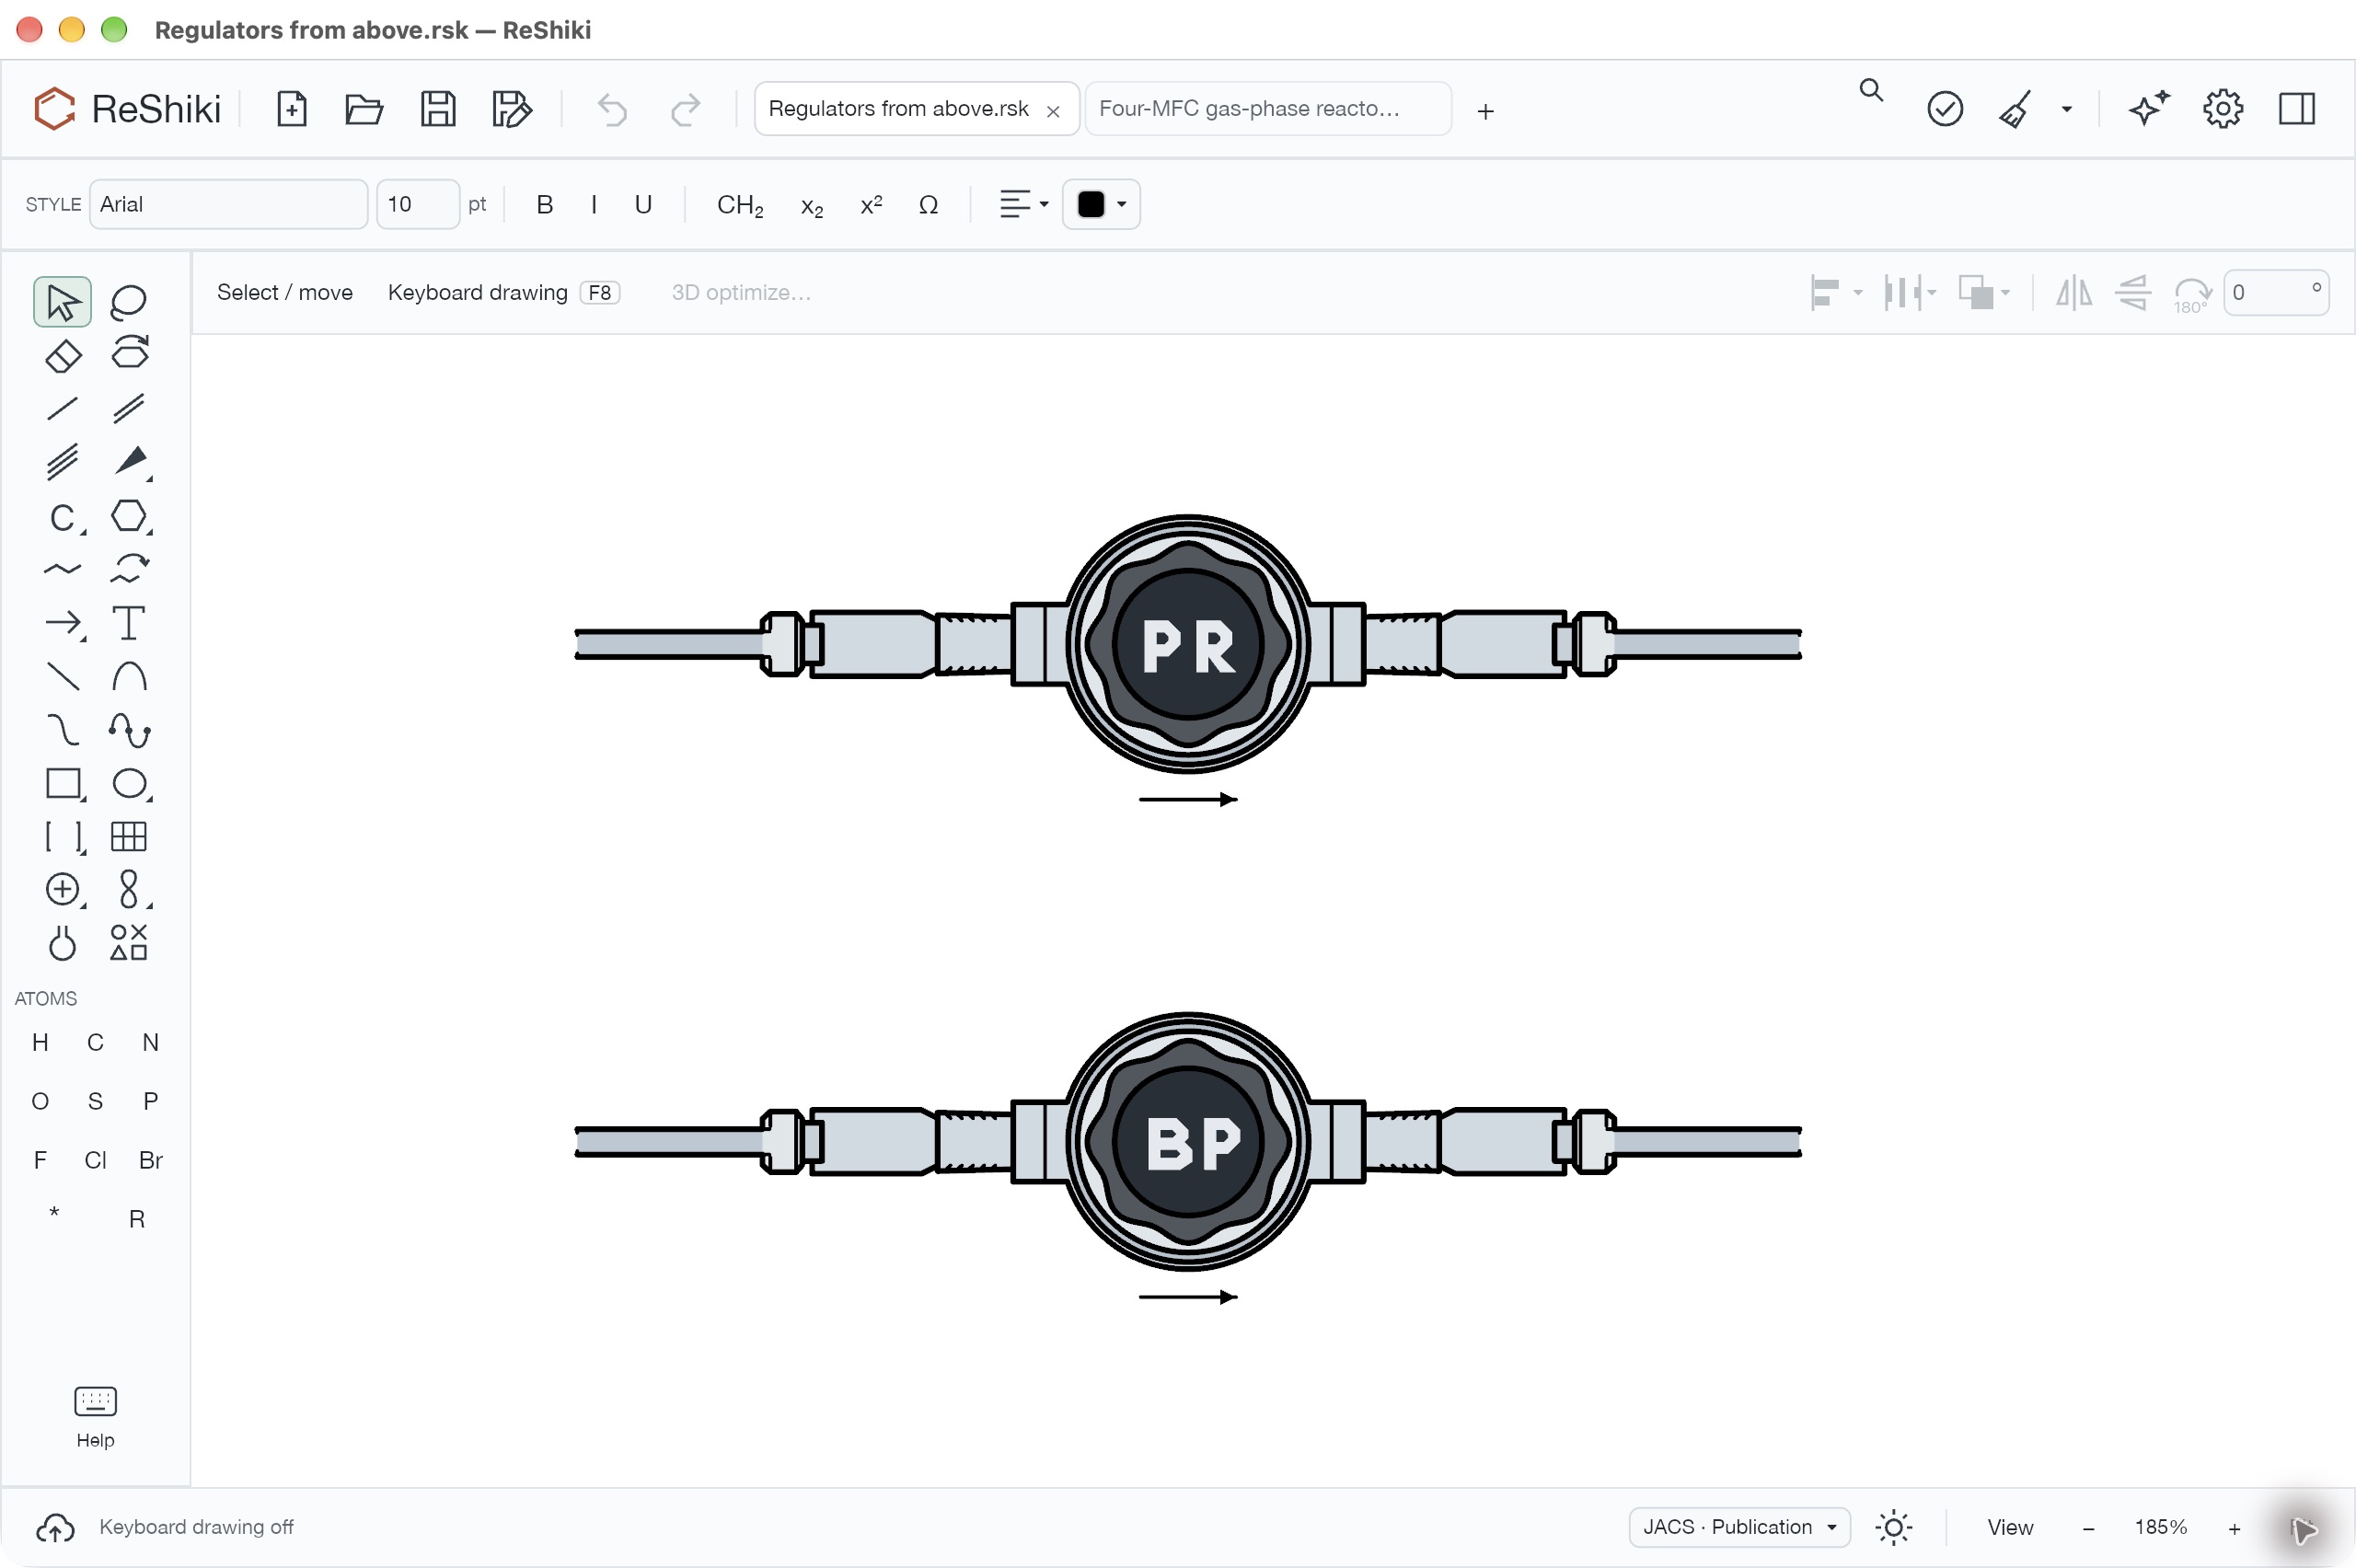 Regulators from above.rsk — ReShiki
ReShiki
Regulators from above.rsk ×
Four-MFC gas-phase reacto...
+
STYLE Arial 10 pt B I U CH₂ x₂ x² Ω
Select / move Keyboard drawing F8 3D optimize...
180° 0 °
C
T
PR
BP
ATOMS
H C N
O S P
F Cl Br
* R
Help
Keyboard drawing off
JACS · Publication View − 185% +